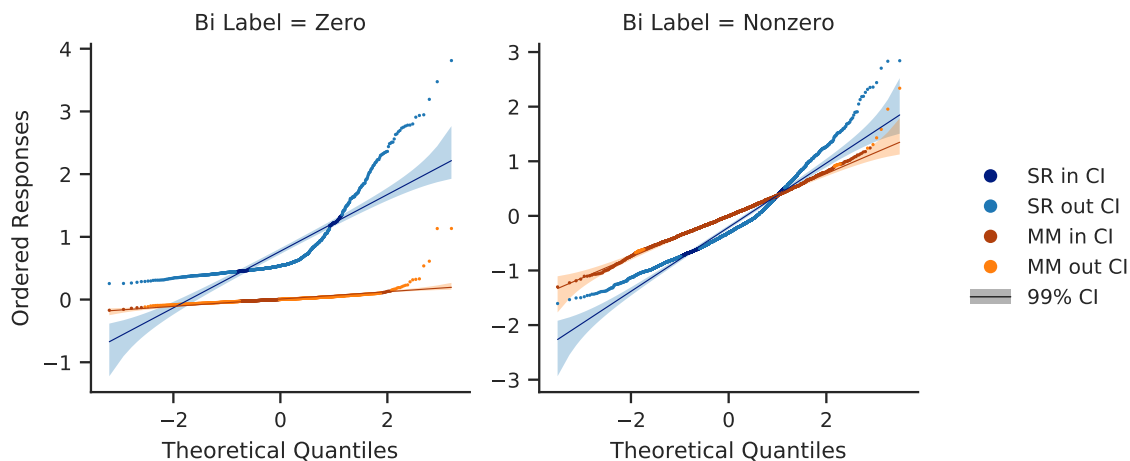 Bi Label = Zero
Bi Label = Nonzero
Ordered Responses
4
3
2
1
0
−1
−2
0
2
Theoretical Quantiles
3
2
1
0
−1
−2
−3
−2
0
2
Theoretical Quantiles
SR in CI
SR out CI
MM in CI
MM out CI
99% CI